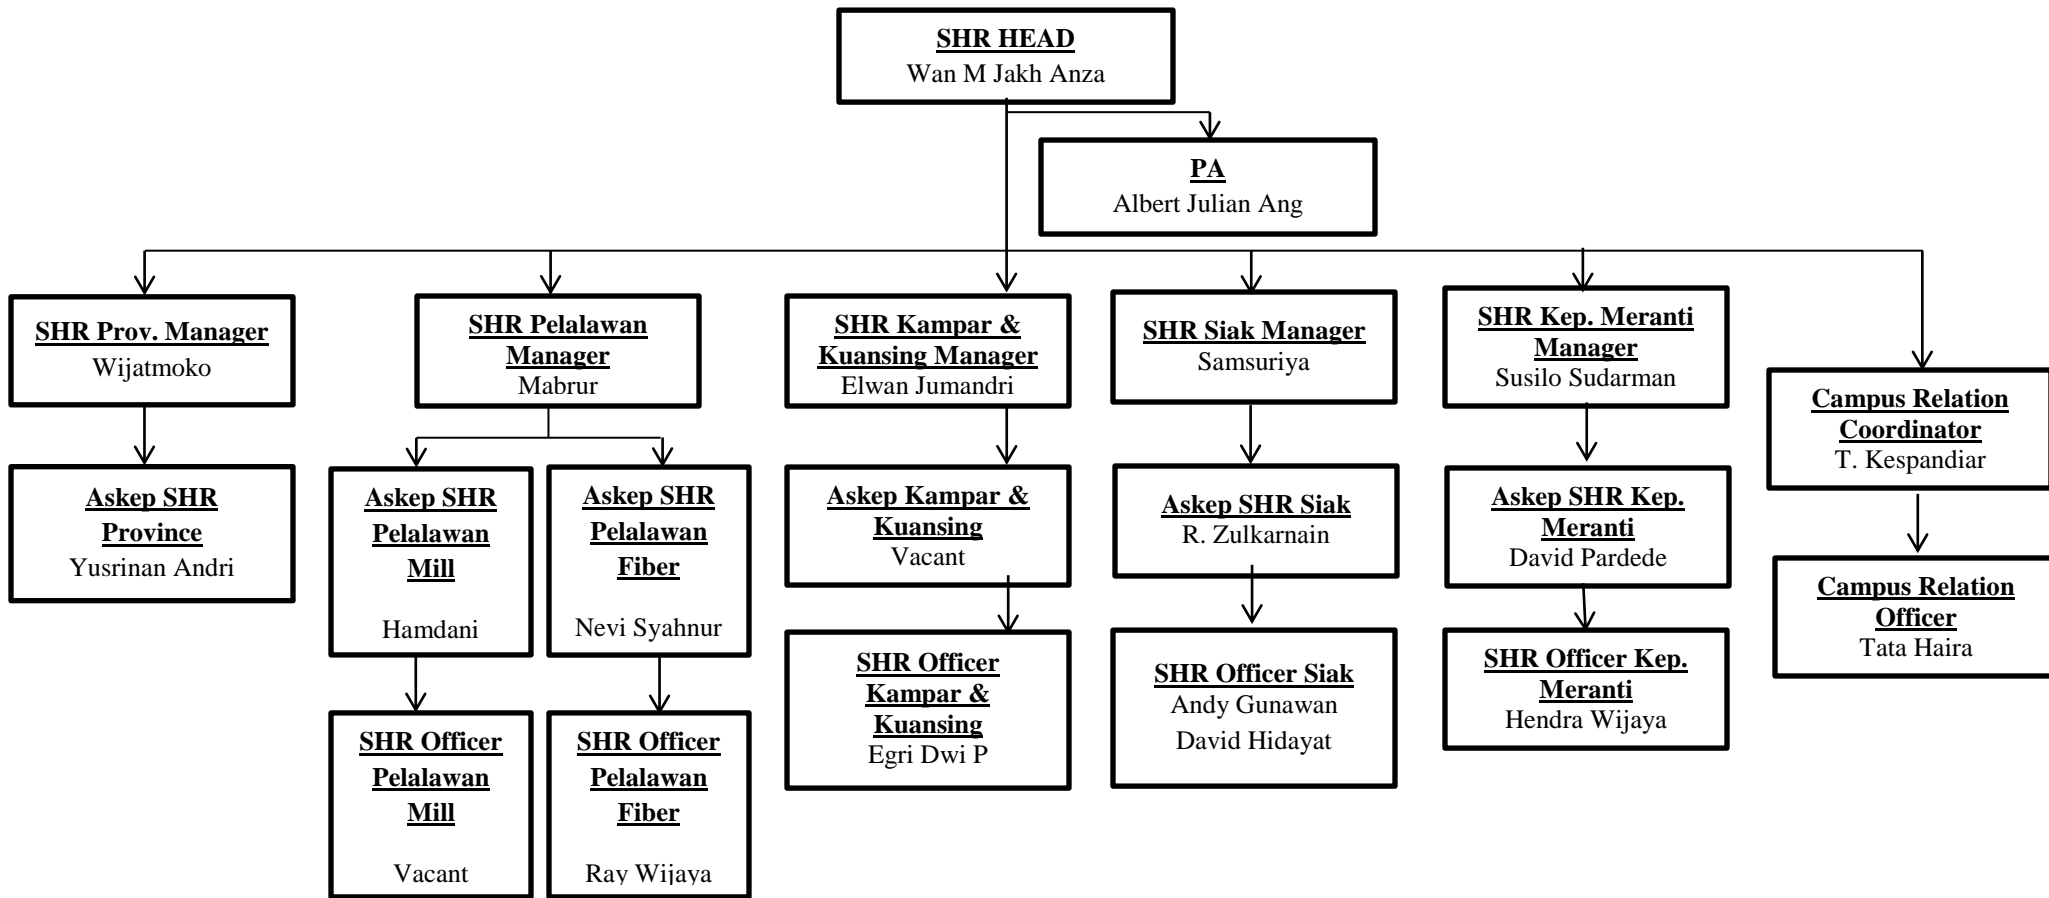 SHR HEAD
Wan M Jakh Anza
PA
Albert Julian Ang
SHR Prov. Manager
Wijatmoko
SHR Pelalawan
Manager
Mabrur
SHR Kampar &
Kuansing Manager
Elwan Jumandri
SHR Siak Manager
Samsuriya
SHR Kep. Meranti
Manager
Susilo Sudarman
Campus Relation
Coordinator
T. Kespandiar
Askep SHR
Province
Yusrinan Andri
Askep SHR
Pelalawan
Mill
Hamdani
Askep SHR
Pelalawan
Fiber
Nevi Syahnur
Askep Kampar &
Kuansing
Vacant
Askep SHR Siak
R. Zulkarnain
Askep SHR Kep.
Meranti
David Pardede
Campus Relation
Officer
Tata Haira
SHR Officer
Pelalawan
Mill
Vacant
SHR Officer
Pelalawan
Fiber
Ray Wijaya
SHR Officer
Kampar &
Kuansing
Egri Dwi P
SHR Officer Siak
Andy Gunawan
David Hidayat
SHR Officer Kep.
Meranti
Hendra Wijaya